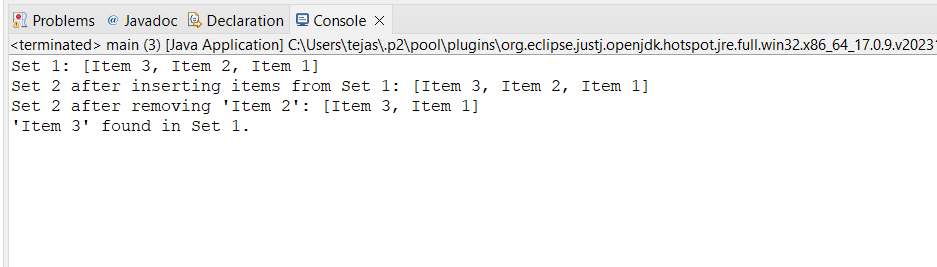 Problems @ Javadoc Declaration Console
<terminated> main (3) [Java Application] C:\Users\tejas\.p2\pool\plugins\org.eclipse.justj.openjdk.hotspot.jre.full.win32.x86_64_17.0.9.v20231
Set 1: [Item 3, Item 2, Item 1]
Set 2 after inserting items from Set 1: [Item 3, Item 2, Item 1]
Set 2 after removing 'Item 2': [Item 3, Item 1]
'Item 3' found in Set 1.